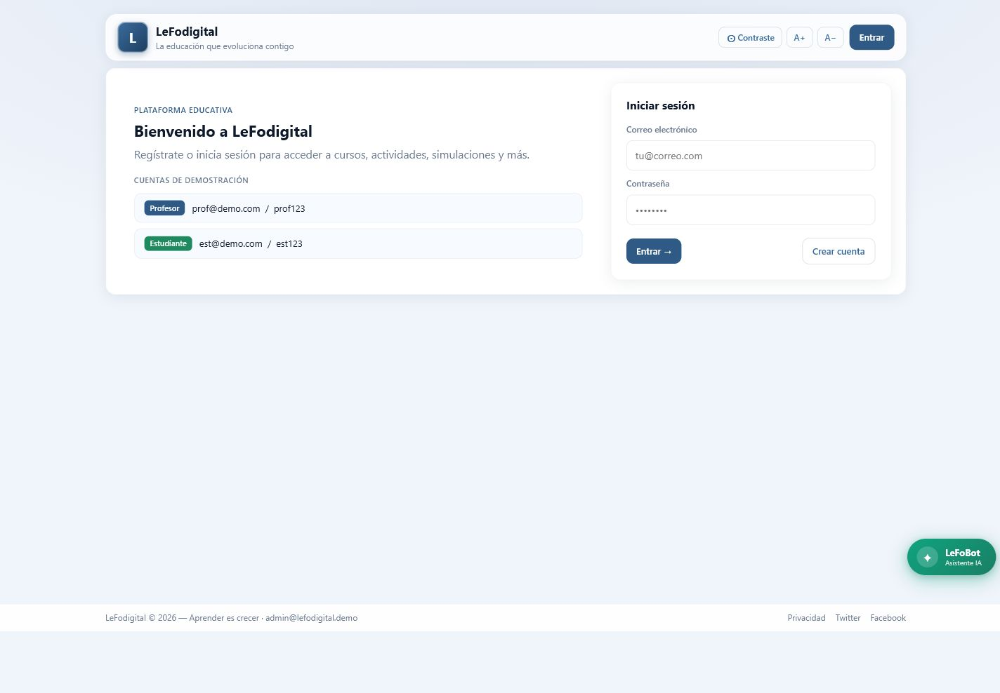 L
LeFodigital
La educación que evoluciona contigo
Contraste
A+
A−
Entrar
PLATAFORMA EDUCATIVA
Bienvenido a LeFodigital
Regístrate o inicia sesión para acceder a cursos, actividades, simulaciones y más.
CUENTAS DE DEMOSTRACIÓN
Profesor prof@demo.com / prof123
Estudiante est@demo.com / est123
Iniciar sesión
Correo electrónico
tu@correo.com
Contraseña
••••••••
Entrar →
Crear cuenta
LeFoBot
Asistente IA
LeFodigital © 2026 — Aprender es crecer · admin@lefodigital.demo
Privacidad Twitter Facebook